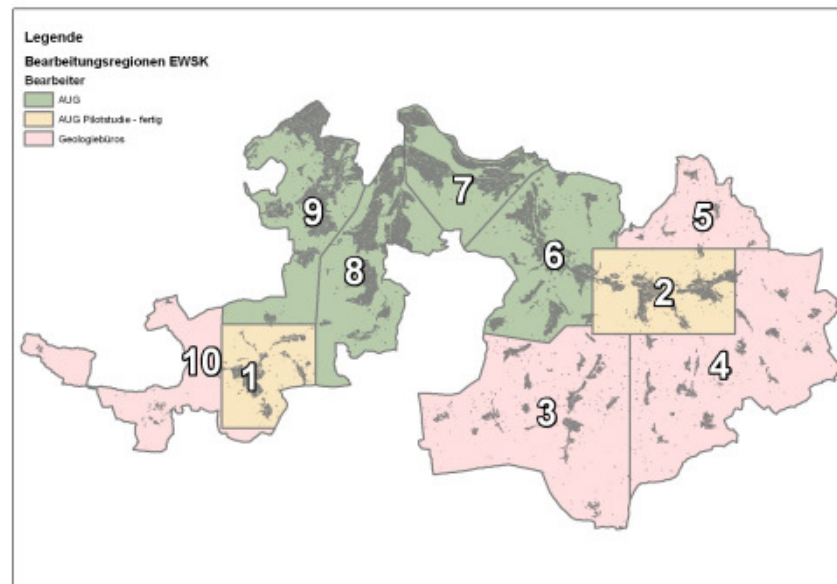 Legende
Bearbeitungsregionen EWSK
Bearbeiter
AUG
AUG Pilotstudie - fertig
Geologiebüros
5
7
9
6
8
2
10
1
4
3